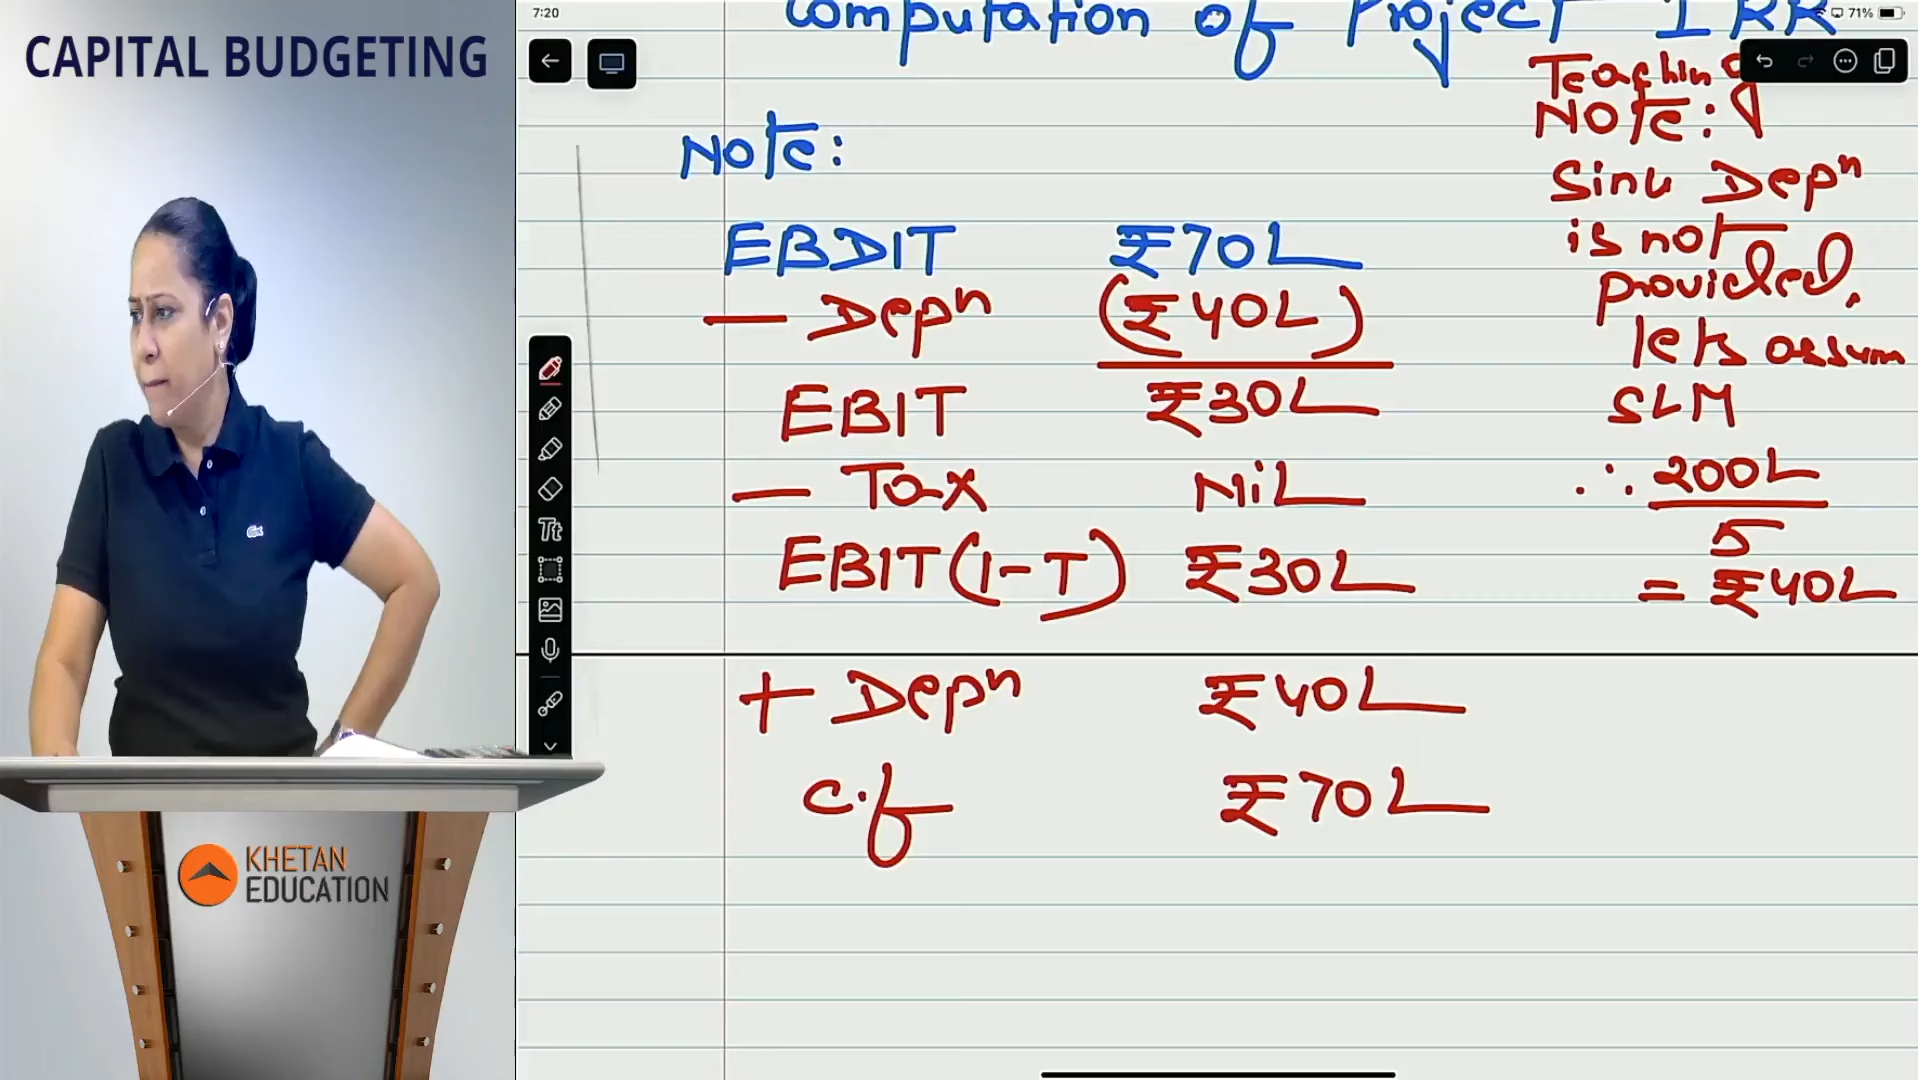 CAPITAL BUDGETING
7:20
71%
Computation of Project IRR
Note:
EBDIT ₹70L
— Depⁿ (₹40L)
EBIT ₹30L
— Tax NiL
EBIT(1-T) ₹30L
+ Depⁿ ₹40L
c.f ₹70L
Teaching
Note:
Sinu Depⁿ
is not
provided,
lets assum
SLM
∴ 200L
5
= ₹40L
Tt
KHETAN
EDUCATION